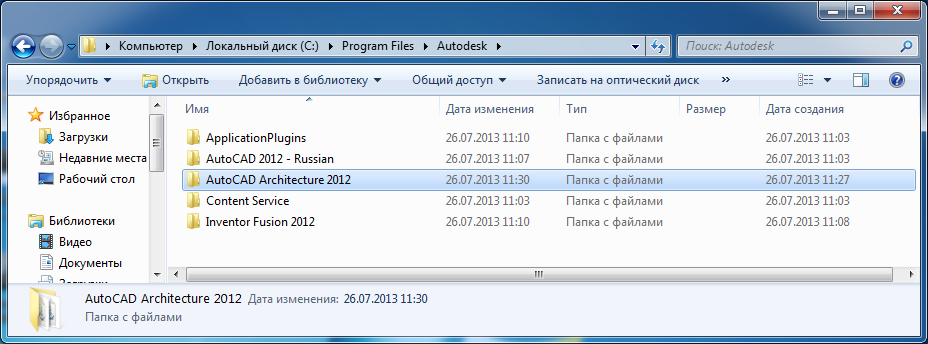 Компьютер Локальный диск (C:) Program Files Autodesk Поиск: Autodesk
Упорядочить Открыть Добавить в библиотеку Общий доступ Записать на оптический диск »
Имя Дата изменения Тип Размер Дата создания
Избранное
Загрузки
Недавние места
Рабочий стол
Библиотеки
Видео
Документы
Загрузки
ApplicationPlugins 26.07.2013 11:10 Папка с файлами 26.07.2013 11:03
AutoCAD 2012 - Russian 26.07.2013 11:07 Папка с файлами 26.07.2013 11:03
AutoCAD Architecture 2012 26.07.2013 11:30 Папка с файлами 26.07.2013 11:27
Content Service 26.07.2013 11:03 Папка с файлами 26.07.2013 11:03
Inventor Fusion 2012 26.07.2013 11:10 Папка с файлами 26.07.2013 11:08
AutoCAD Architecture 2012 Дата изменения: 26.07.2013 11:30
Папка с файлами